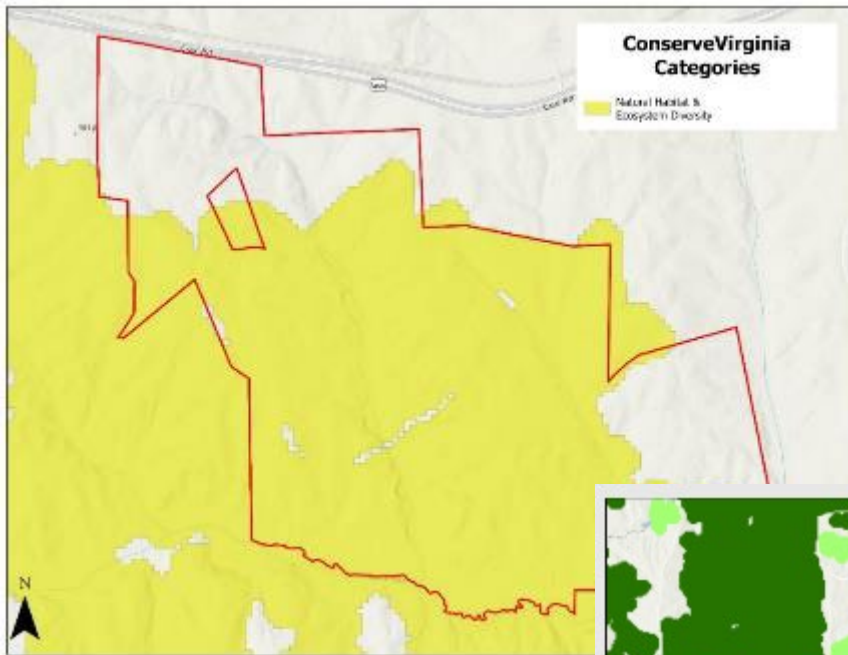 ConserveVirginia
Categories
Natural Habitat &
Ecosystem Diversity
N